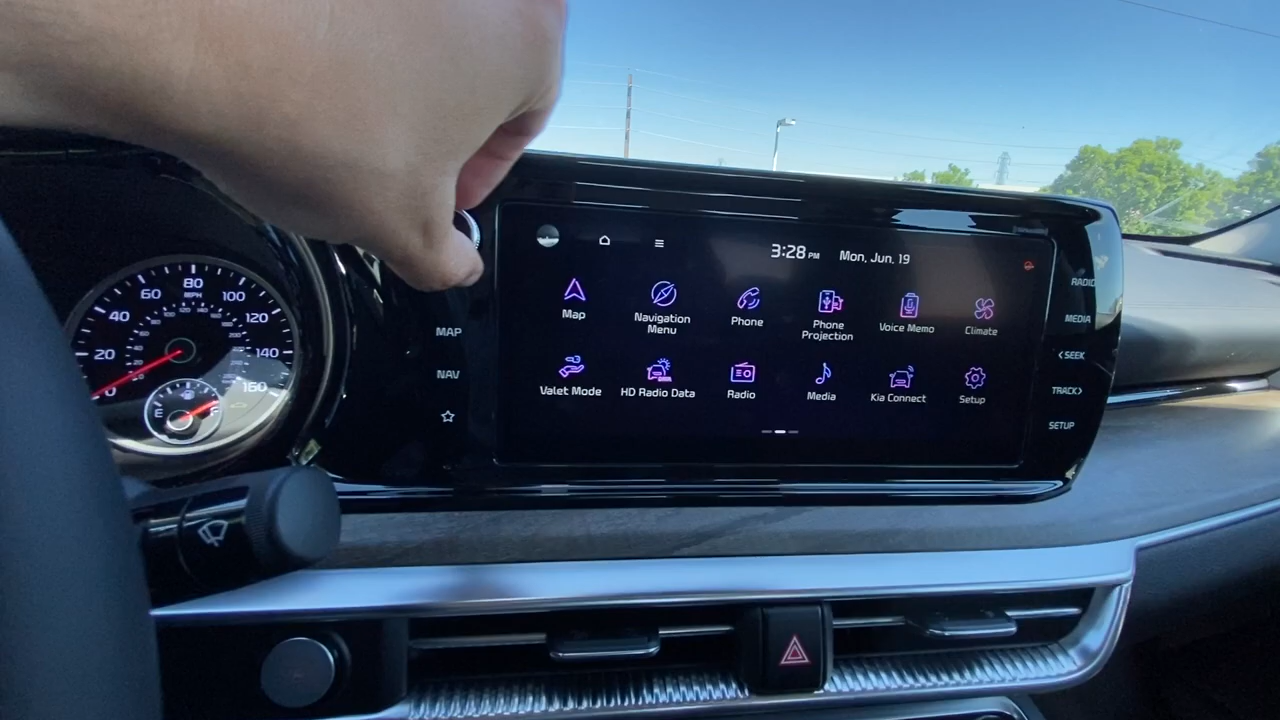 80
60 MPH 100
40 120
20 140
0 160
E
MAP
NAV
3:28 PM Mon, Jun. 19
Map
Navigation
Menu
Phone
Phone
Projection
Voice Memo
Climate
Valet Mode
HD Radio Data
Radio
Media
Kia Connect
Setup
RADIO
MEDIA
< SEEK
TRACK >
SETUP